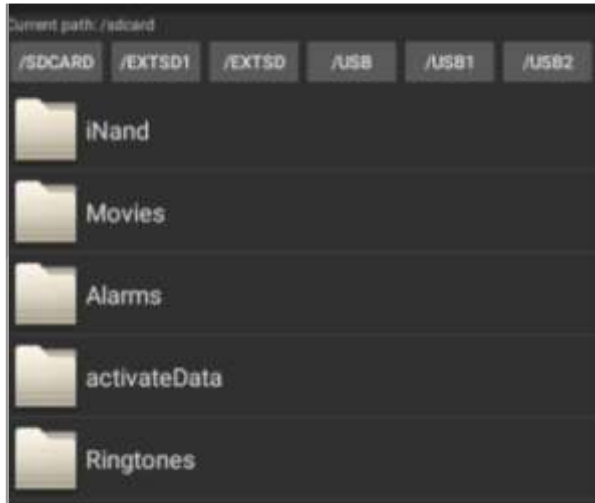 Current path: /sdcard
/SDCARD /EXTSD1 /EXTSD /USB /USB1 /USB2
iNand
Movies
Alarms
activateData
Ringtones